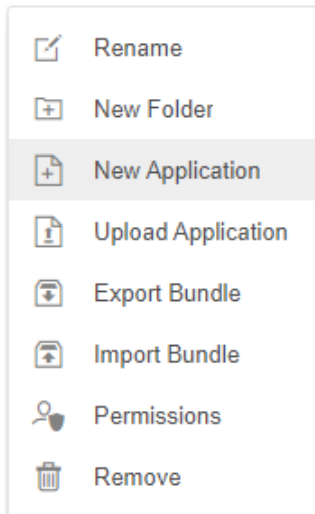 Rename
New Folder
New Application
Upload Application
Export Bundle
Import Bundle
Permissions
Remove